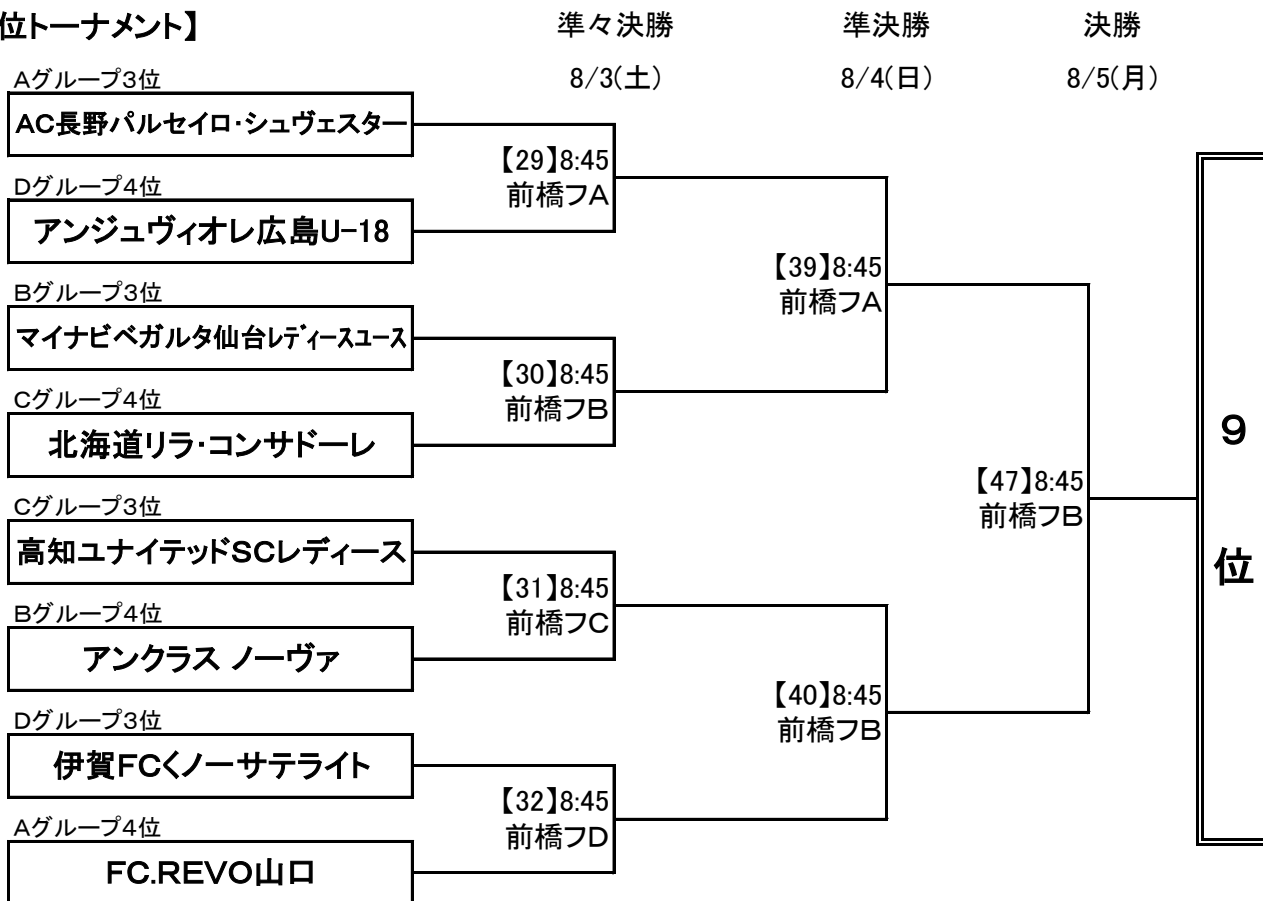 位トーナメント】
準々決勝 準決勝 決勝
8/3(土) 8/4(日) 8/5(月)
Aグループ3位
AC長野パルセイロ・シュヴェスター
【29】8:45
前橋フA
Dグループ4位
アンジュヴィオレ広島U-18
【39】8:45
前橋フA
Bグループ3位
マイナビベガルタ仙台レディースユース
【30】8:45
前橋フB
Cグループ4位
北海道リラ・コンサドーレ
【47】8:45
前橋フB
9
位
Cグループ3位
高知ユナイテッドSCレディース
【31】8:45
前橋フC
Bグループ4位
アンクラス ノーヴァ
【40】8:45
前橋フB
Dグループ3位
伊賀FCくノーサテライト
【32】8:45
前橋フD
Aグループ4位
FC.REVO山口